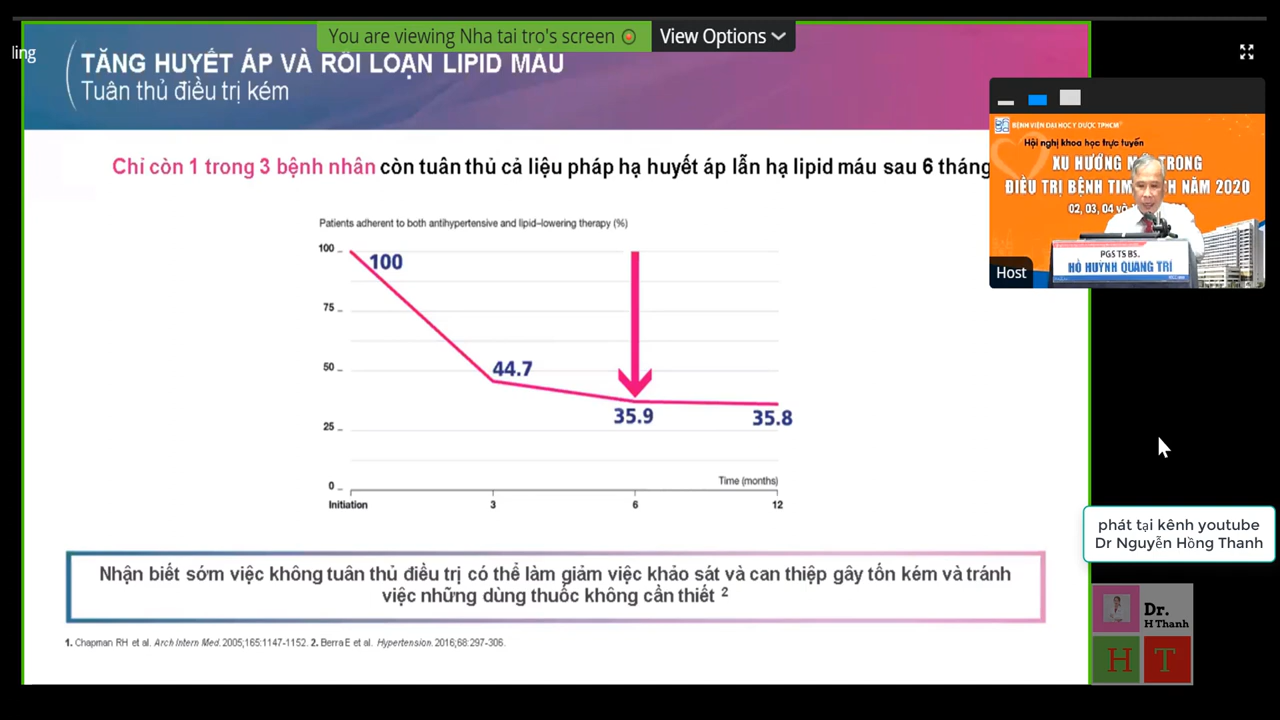 You are viewing Nha tai tro's screen
View Options
ling
TĂNG HUYẾT ÁP VÀ RỐI LOẠN LIPID MÁU
Tuân thủ điều trị kém
Chỉ còn 1 trong 3 bệnh nhân còn tuân thủ cả liệu pháp hạ huyết áp lẫn hạ lipid máu sau 6 tháng
Patients adherent to both antihypertensive and lipid-lowering therapy (%)
100
100
75
50
44.7
35.9
35.8
25
0
Time (months)
Initiation 3 6 12
Nhận biết sớm việc không tuân thủ điều trị có thể làm giảm việc khảo sát và can thiệp gây tốn kém và tránh
việc những dùng thuốc không cần thiết 2
1. Chapman RH et al. Arch Intern Med. 2005;165:1147-1152. 2. Berra E et al. Hypertension. 2016;68:297-306.
BỆNH VIỆN ĐẠI HỌC Y DƯỢC TPHCM
Hội nghị khoa học trực tuyến
XU HƯỚNG TRONG
ĐIỀU TRỊ BỆNH NĂM 2020
02, 03, 04
PGS TS BS.
HỒ HUỲNH QUANG TRÍ
Host
phát tại kênh youtube
Dr Nguyễn Hồng Thanh
Dr.
H Thanh
H T